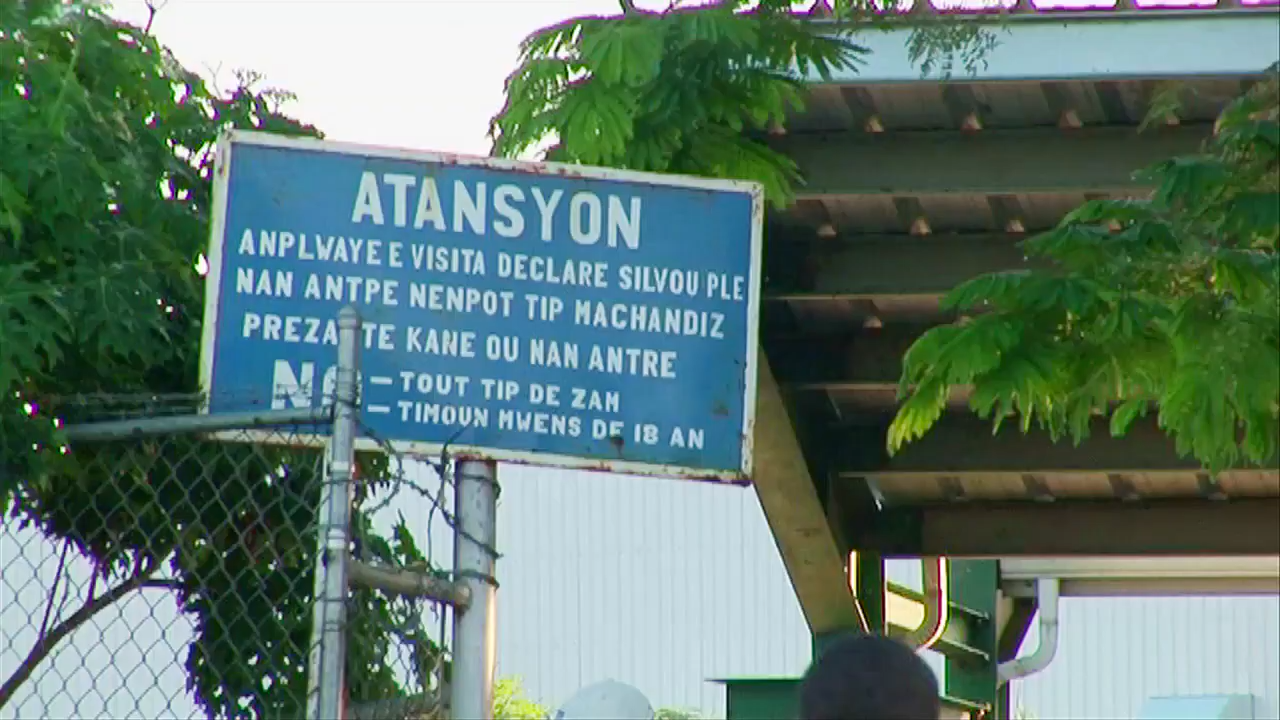 ATANSYON
ANPLWAYE E VISITA DECLARE SILVOU PLE
NAN ANTPE NENPOT TIP MACHANDIZ
KANE OU NAN ANTRE
— TOUT TIP DE ZAM
— TIMOUN MWENS DE 18 AN